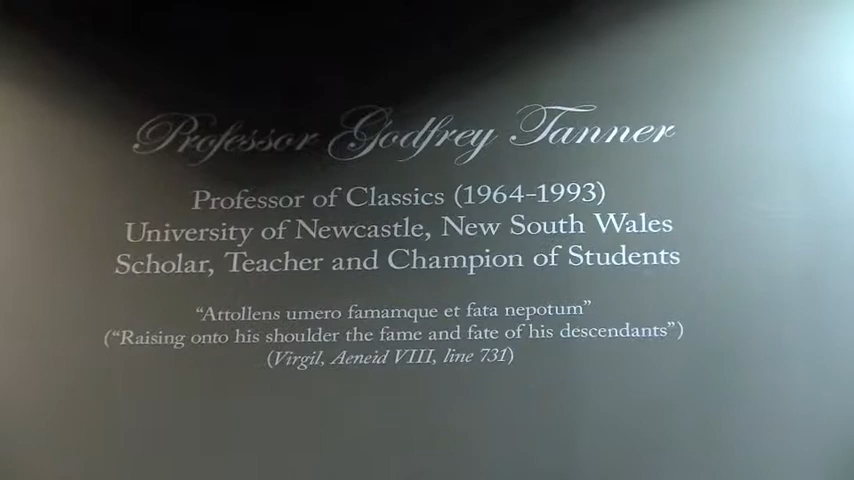 Professor Godfrey Tanner
Professor of Classics (1964-1993)
University of Newcastle, New South Wales
Scholar, Teacher and Champion of Students
“Attollens umero famamque et fata nepotum”
(“Raising onto his shoulder the fame and fate of his descendants”)
(Virgil, Aeneid VIII, line 731)